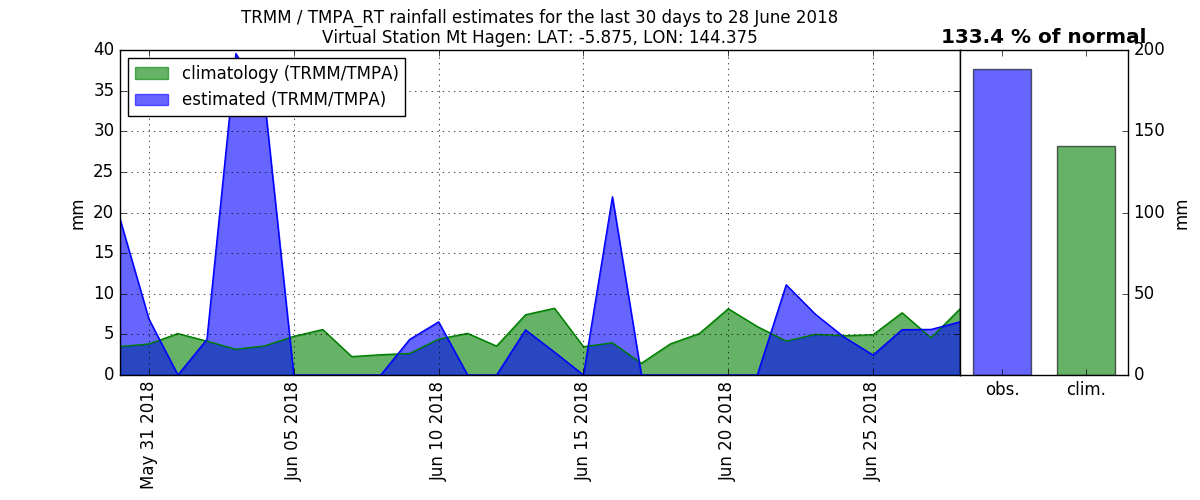 TRMM / TMPA_RT rainfall estimates for the last 30 days to 28 June 2018
Virtual Station Mt Hagen: LAT: -5.875, LON: 144.375
133.4 % of normal
climatology (TRMM/TMPA)
estimated (TRMM/TMPA)
mm
40
35
30
25
20
15
10
5
0
May 31 2018
Jun 05 2018
Jun 10 2018
Jun 15 2018
Jun 20 2018
Jun 25 2018
obs.
clim.
200
150
100
50
0
mm